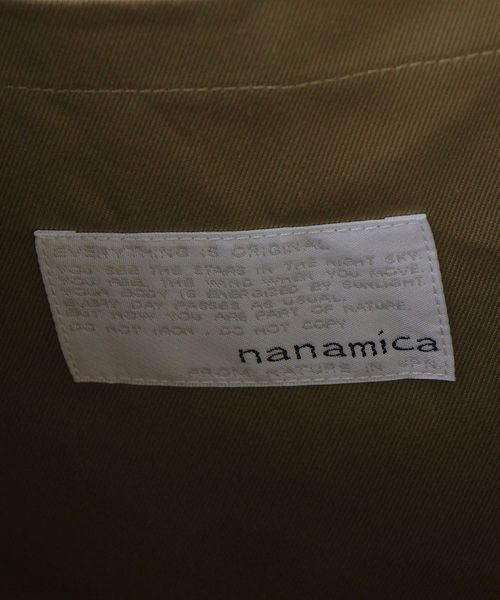 EVERYTHING IS ORIGINAL
YOU SEE THE STARS IN THE NIGHT SKY.
YOU FEEL THE WIND WHEN YOU MOVE.
YOUR BODY IS ENERGIZED BY SUNLIGHT.
EVERY DAY PASSES AS USUAL.
BUT NOW YOU ARE PART OF NATURE.
DO NOT IRON . DO NOT COPY
nanamica
NATURE IN JPN